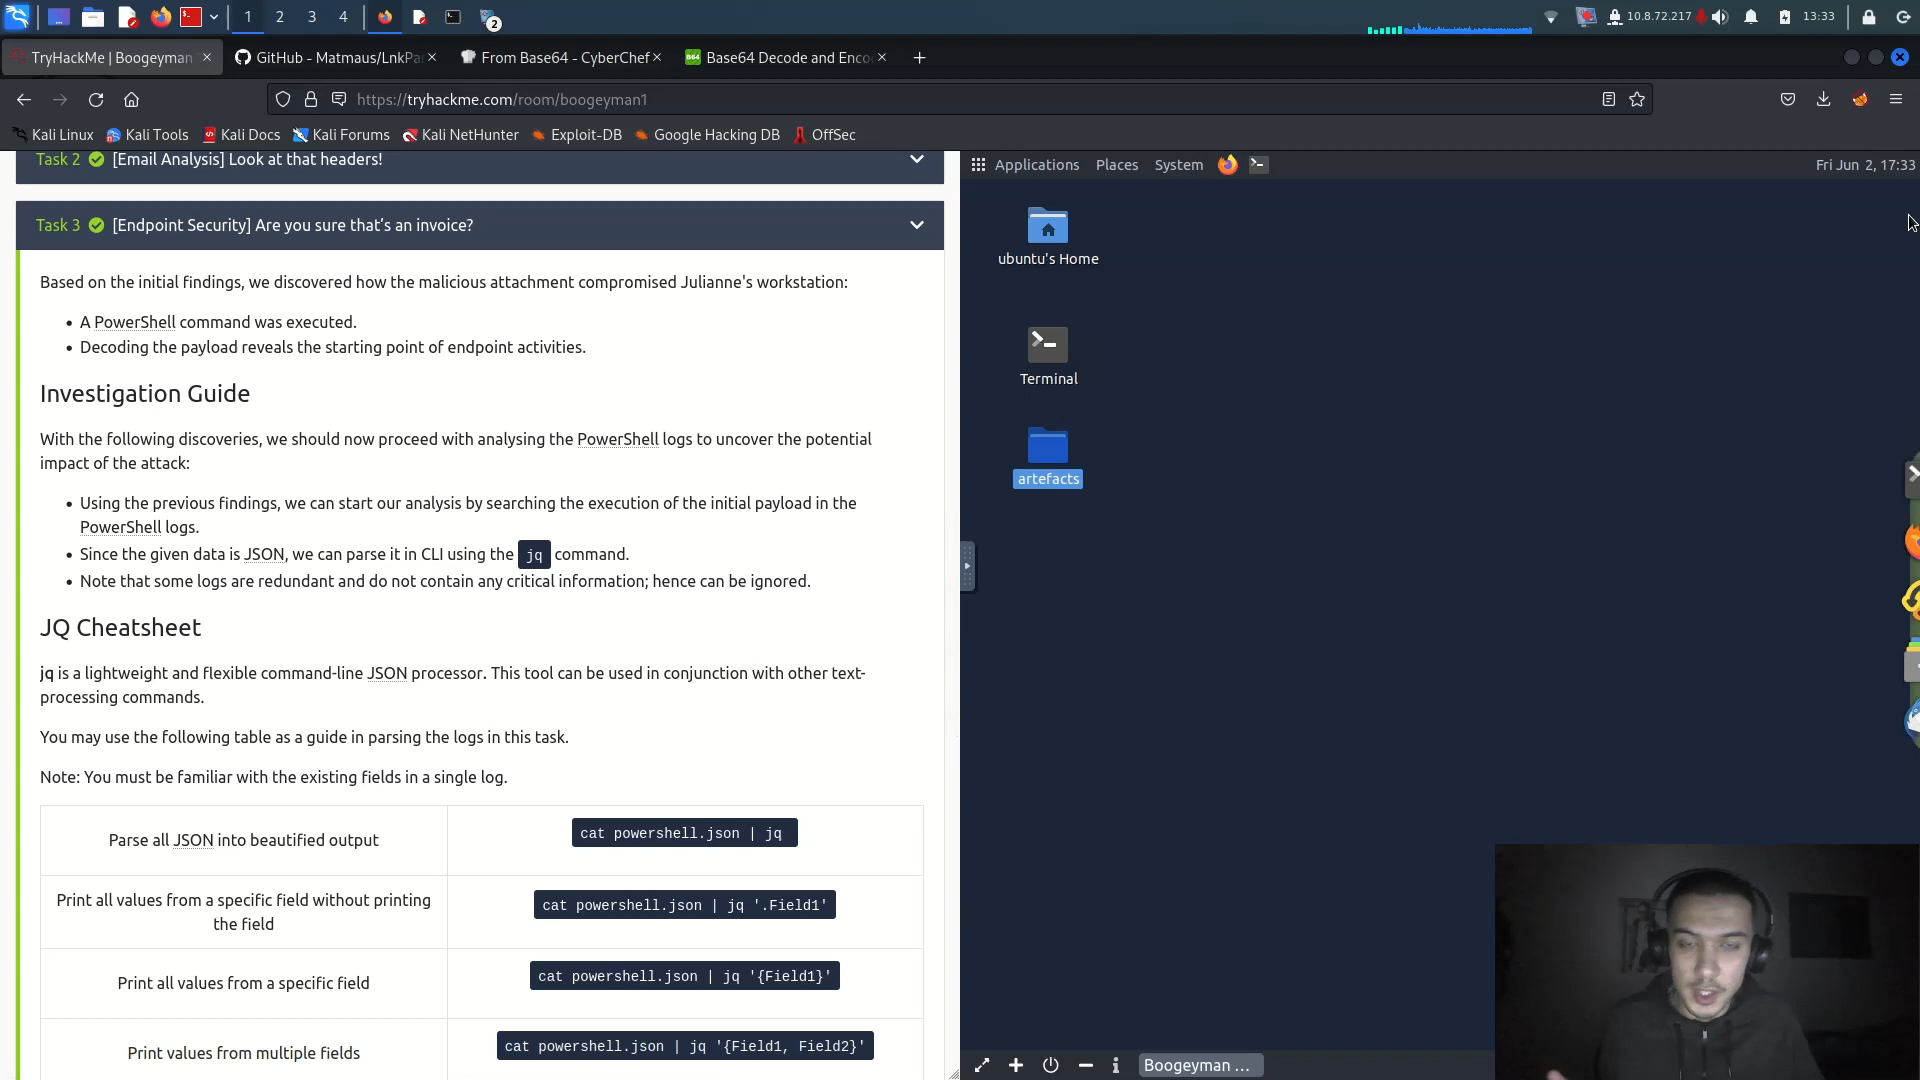 1 2 3 4
2
10.8.72.217
13:33
TryHackMe | Boogeyman
GitHub - Matmaus/LnkPa
From Base64 - CyberChef
Base64 Decode and Enco
https://tryhackme.com/room/boogeyman1
Kali Linux
Kali Tools
Kali Docs
Kali Forums
Kali NetHunter
Exploit-DB
Google Hacking DB
OffSec
Task 2 [Email Analysis] Look at that headers!
Task 3 [Endpoint Security] Are you sure that's an invoice?
Based on the initial findings, we discovered how the malicious attachment compromised Julianne's workstation:
• A PowerShell command was executed.
• Decoding the payload reveals the starting point of endpoint activities.
Investigation Guide
With the following discoveries, we should now proceed with analysing the PowerShell logs to uncover the potential
impact of the attack:
• Using the previous findings, we can start our analysis by searching the execution of the initial payload in the
PowerShell logs.
• Since the given data is JSON, we can parse it in CLI using the jq command.
• Note that some logs are redundant and do not contain any critical information; hence can be ignored.
JQ Cheatsheet
jq is a lightweight and flexible command-line JSON processor. This tool can be used in conjunction with other text-
processing commands.
You may use the following table as a guide in parsing the logs in this task.
Note: You must be familiar with the existing fields in a single log.
Parse all JSON into beautified output
cat powershell.json | jq
Print all values from a specific field without printing
the field
cat powershell.json | jq '.Field1'
Print all values from a specific field
cat powershell.json | jq '{Field1}'
Print values from multiple fields
cat powershell.json | jq '{Field1, Field2}'
Applications Places System
Fri Jun 2, 17:33
ubuntu's Home
Terminal
artefacts
Boogeyman ...